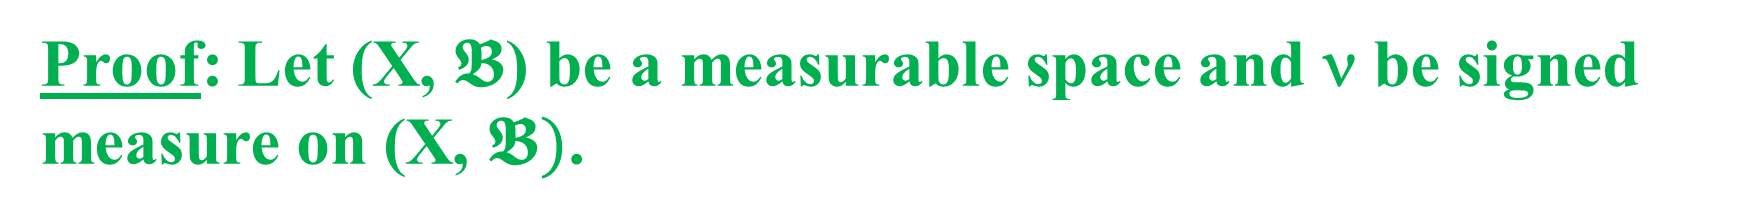 Proof: Let (X, 𝕭) be a measurable space and ν be signed
measure on (X, 𝕭).